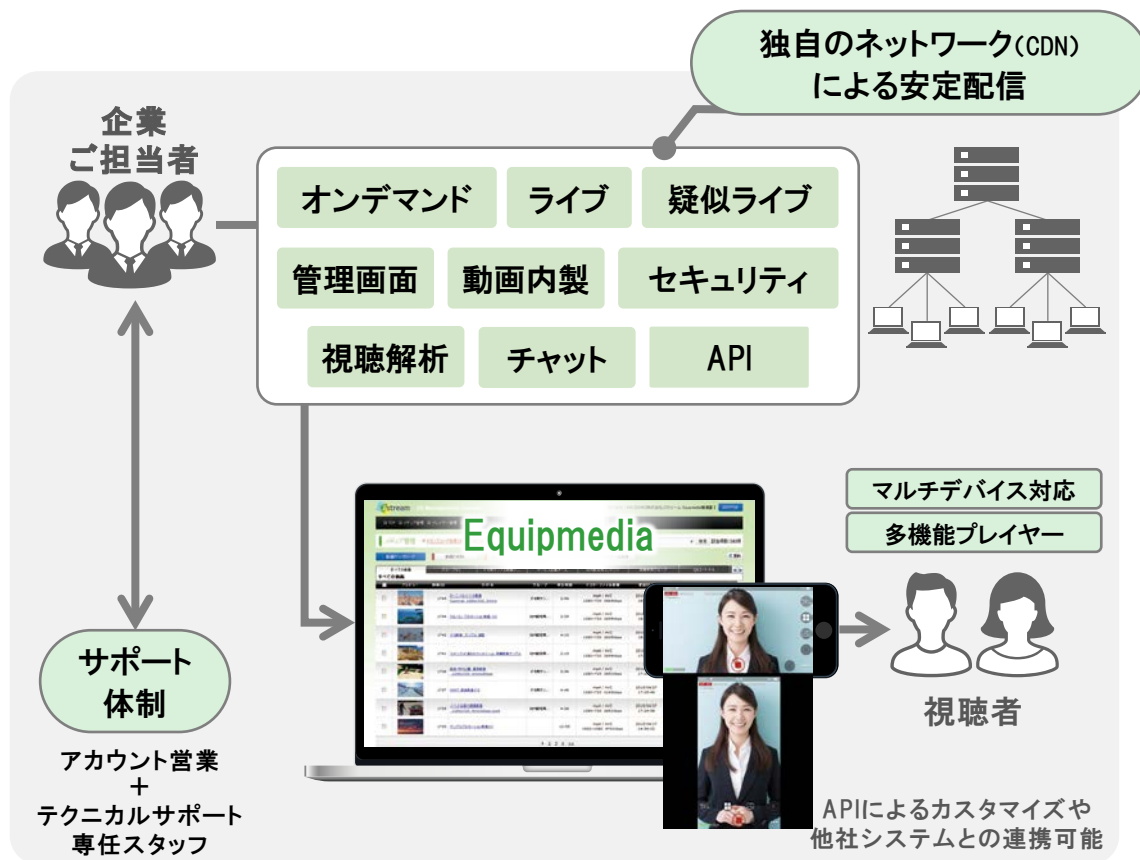 独自のネットワーク(CDN)
による安定配信
企業
ご担当者
オンデマンド
ライブ
疑似ライブ
管理画面
動画内製
セキュリティ
視聴解析
チャット
API
マルチデバイス対応
多機能プレイヤー
stream
Equipmedia
すべての動画
視聴者
サポート
体制
アカウント営業
+
テクニカルサポート
専任スタッフ
APIによるカスタマイズや
他社システムとの連携可能